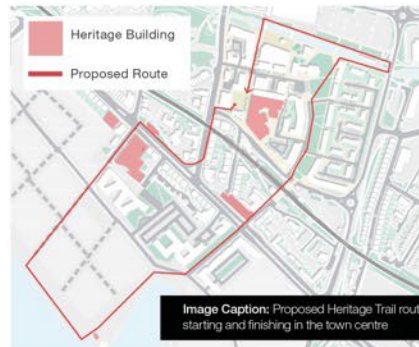 Heritage Building
Proposed Route
Image Caption: Proposed Heritage Trail rout
starting and finishing in the town centre